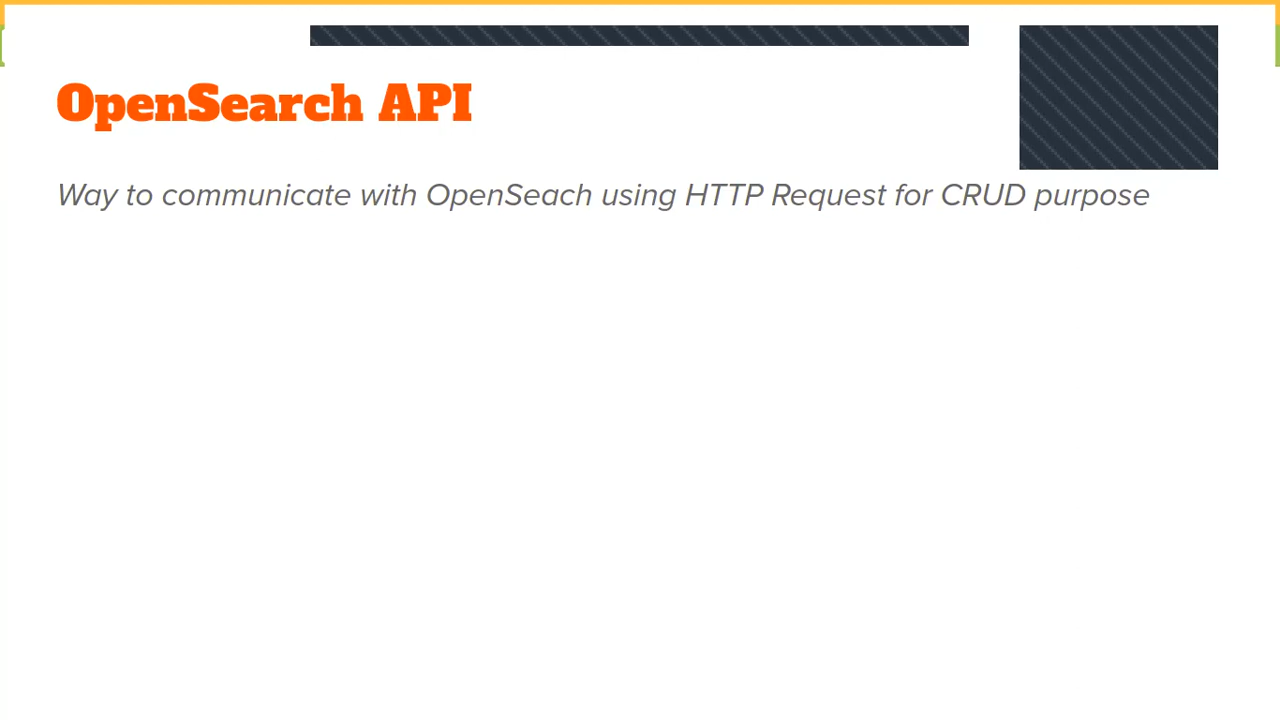 OpenSearch API
Way to communicate with OpenSeach using HTTP Request for CRUD purpose